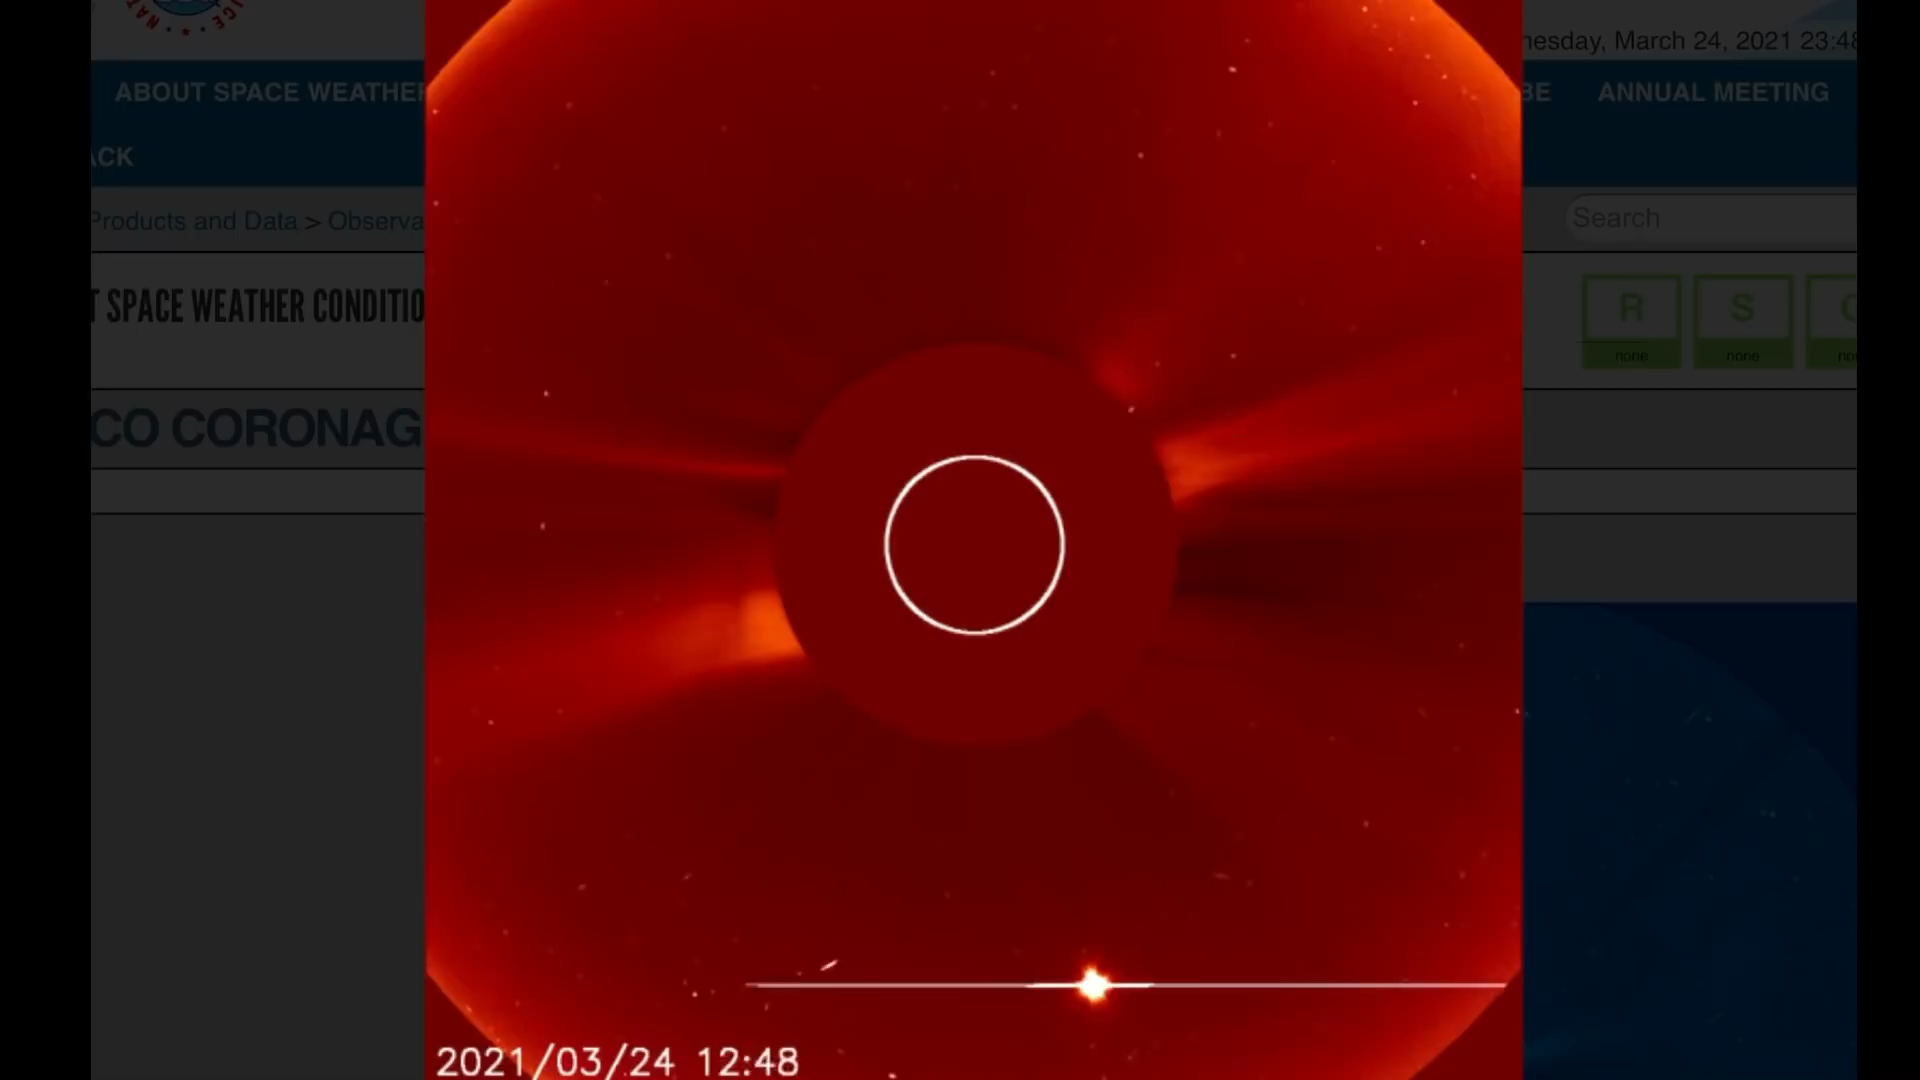 nesday, March 24, 2021 23:48
ABOUT SPACE WEATHER
BE
ANNUAL MEETING
ACK
Products and Data > Observa
Search
T SPACE WEATHER CONDITIO
R
S
none
none
CO CORONAG
2021/03/24 12:48